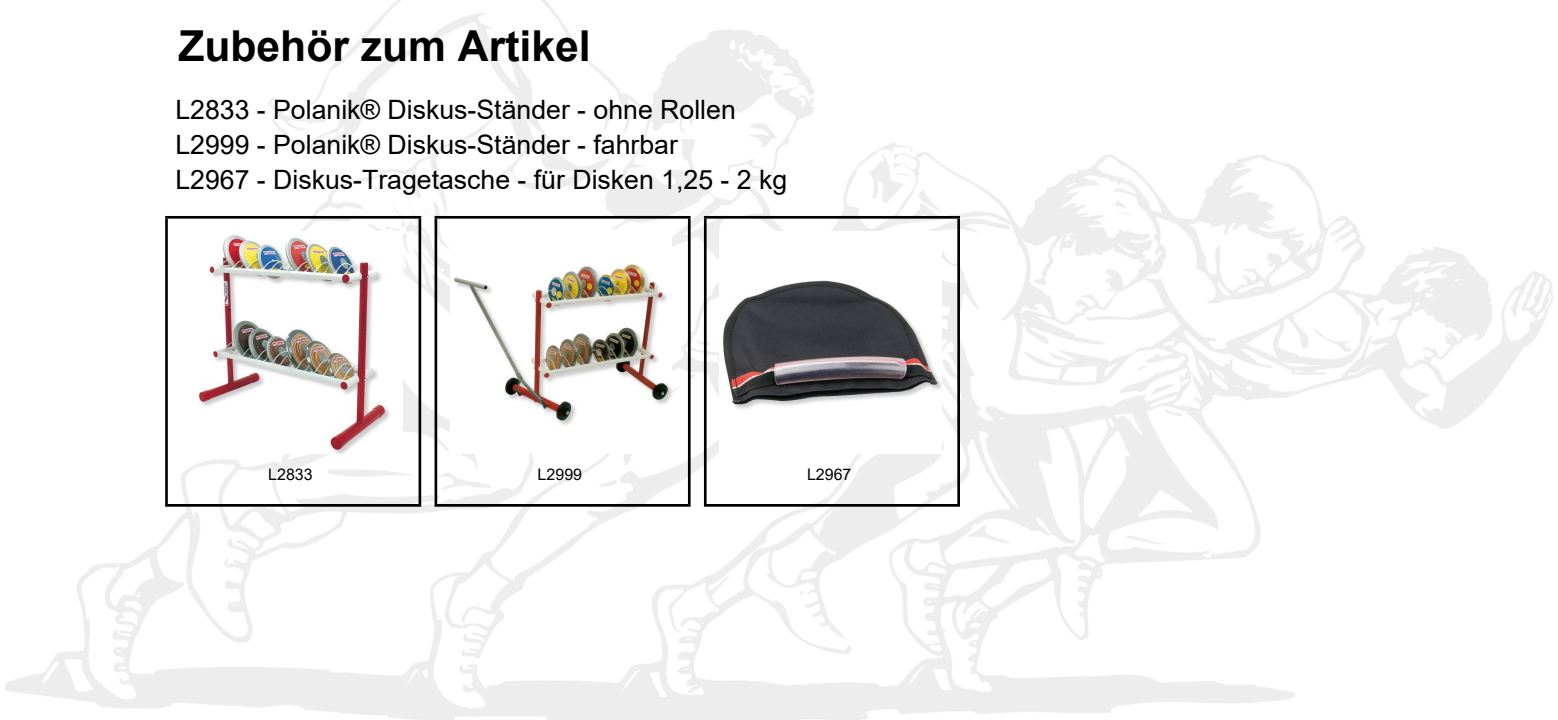 Zubehör zum Artikel
L2833 - Polanik® Diskus-Ständer - ohne Rollen
L2999 - Polanik® Diskus-Ständer - fahrbar
L2967 - Diskus-Tragetasche - für Disken 1,25 - 2 kg
L2833
L2999
L2967